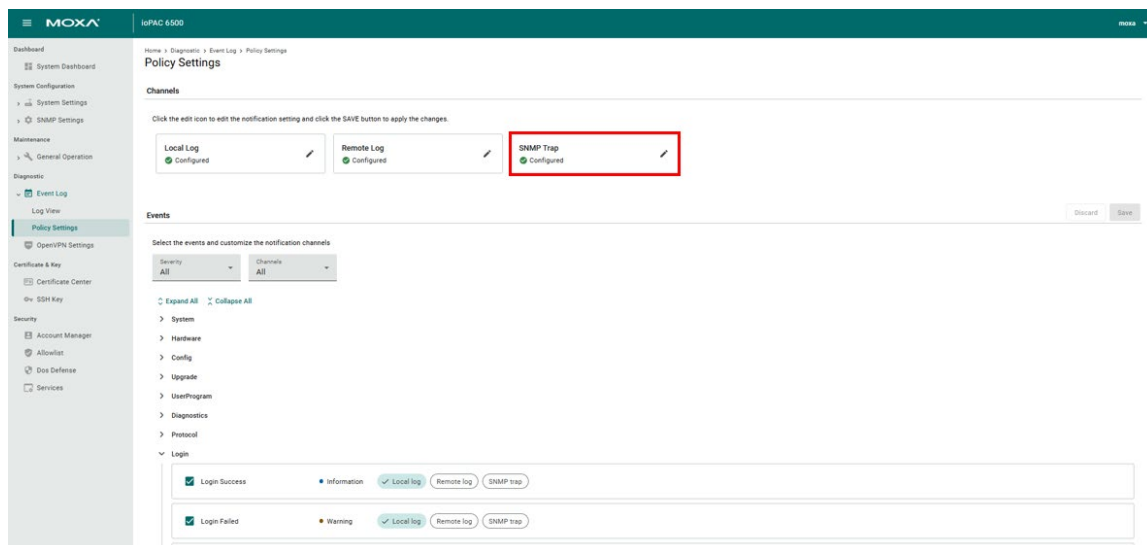 MOXA
ioPAC 6500
moxa
Dashboard
System Dashboard
System Configuration
System Settings
SNMP Settings
Maintenance
General Operation
Diagnostic
Event Log
Log View
Policy Settings
OpenVPN Settings
Certificate & Key
Certificate Center
SSH Key
Security
Account Manager
Allowlist
Dos Defense
Services
Home > Diagnostic > Event Log > Policy Settings
Policy Settings
Channels
Click the edit icon to edit the notification setting and click the SAVE button to apply the changes.
Local Log
Configured
Remote Log
Configured
SNMP Trap
Configured
Events
Discard Save
Select the events and customize the notification channels
Severity
All
Channels
All
Expand All Collapse All
System
Hardware
Config
Upgrade
UserProgram
Diagnostics
Protocol
Login
Login Success Information Local log Remote log SNMP trap
Login Failed Warning Local log Remote log SNMP trap